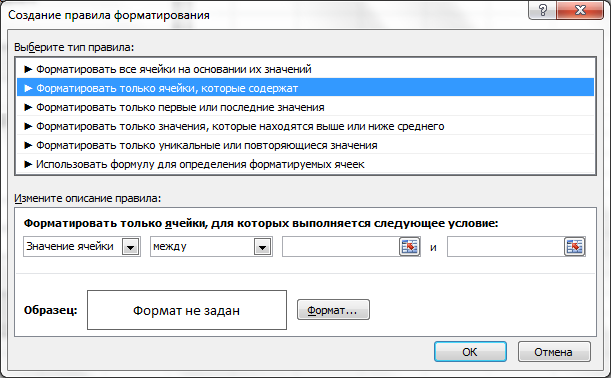 Создание правила форматирования
Выберите тип правила:
► Форматировать все ячейки на основании их значений
► Форматировать только ячейки, которые содержат
► Форматировать только первые или последние значения
► Форматировать только значения, которые находятся выше или ниже среднего
► Форматировать только уникальные или повторяющиеся значения
► Использовать формулу для определения форматируемых ячеек
Измените описание правила:
Форматировать только ячейки, для которых выполняется следующее условие:
Значение ячейки между и
Образец: Формат не задан Формат...
ОК Отмена